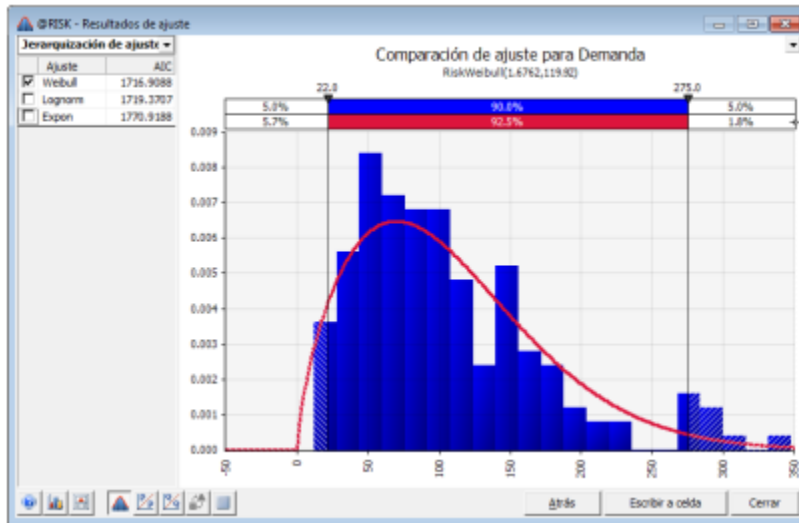 @RISK - Resultados de ajuste
Jerarquización de ajuste
Ajuste AIC
Weibull 1716.9088
Lognorm 1719.3707
Expon 1770.9188
Comparación de ajuste para Demanda
RiskWeibull(1.6762,119.92)
22.0 275.0
5.0% 90.0% 5.0%
5.7% 92.5% 1.8%
0.009
0.008
0.007
0.006
0.005
0.004
0.003
0.002
0.001
0.000
-50 0 50 100 150 200 250 300 350
Atrás Escribir a celda Cerrar